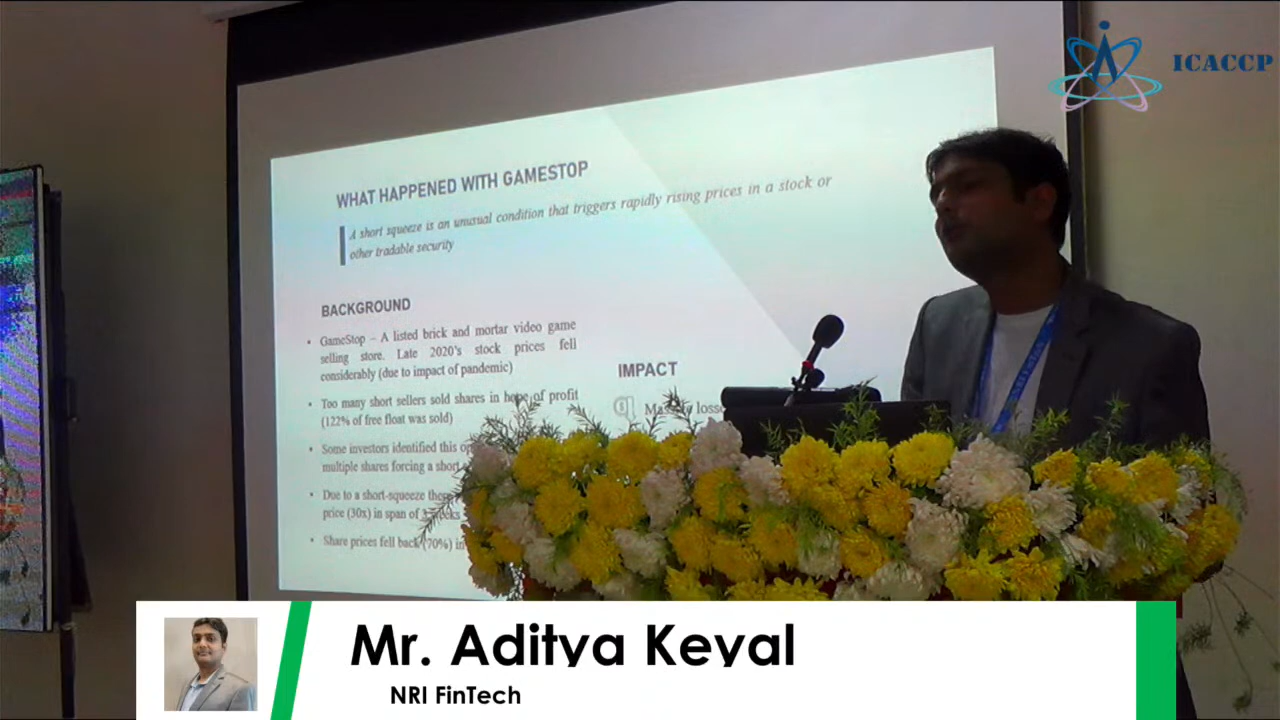 ICACCP
WHAT HAPPENED WITH GAMESTOP
A short squeeze is an unusual condition that triggers rapidly rising prices in a stock or
other tradable security
BACKGROUND
• GameStop – A listed brick and mortar video game
selling store. Late 2020's stock prices fell
considerably (due to impact of pandemic)
• Too many short sellers sold shares in hope of profit
(122% of free float was sold)
• Some investors identified this
multiple shares forcing a short
• Due to a short-squeeze
price (30x) in span of weeks
• Share prices fell back (70%) in
IMPACT
Mr. Aditya Keyal
NRI FinTech